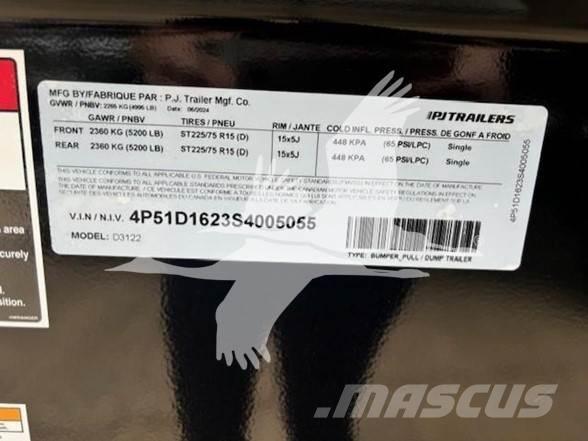 MFG BY/FABRIQUE PAR : P.J. Trailer Mfg. Co.
GVWR / PNBV: 2266 KG (4995 LB) Date: 06/2024
PJTRAILERS
GAWR / PNBV TIRES / PNEU RIM / JANTE COLD INFL. PRESS. / PRESS. DE GONF A FROID
FRONT 2360 KG (5200 LB) ST225/75 R15 (D) 15x5J 448 KPA (65 PSI/LPC) Single
REAR 2360 KG (5200 LB) ST225/75 R15 (D) 15x5J 448 KPA (65 PSI/LPC) Single
V.I.N / N.I.V. 4P51D1623S4005055
MODEL: D3122
TYPE: BUMPER_PULL / DUMP TRAILER
4P51D1623S4005055
area
curely
sition.
MASCUS